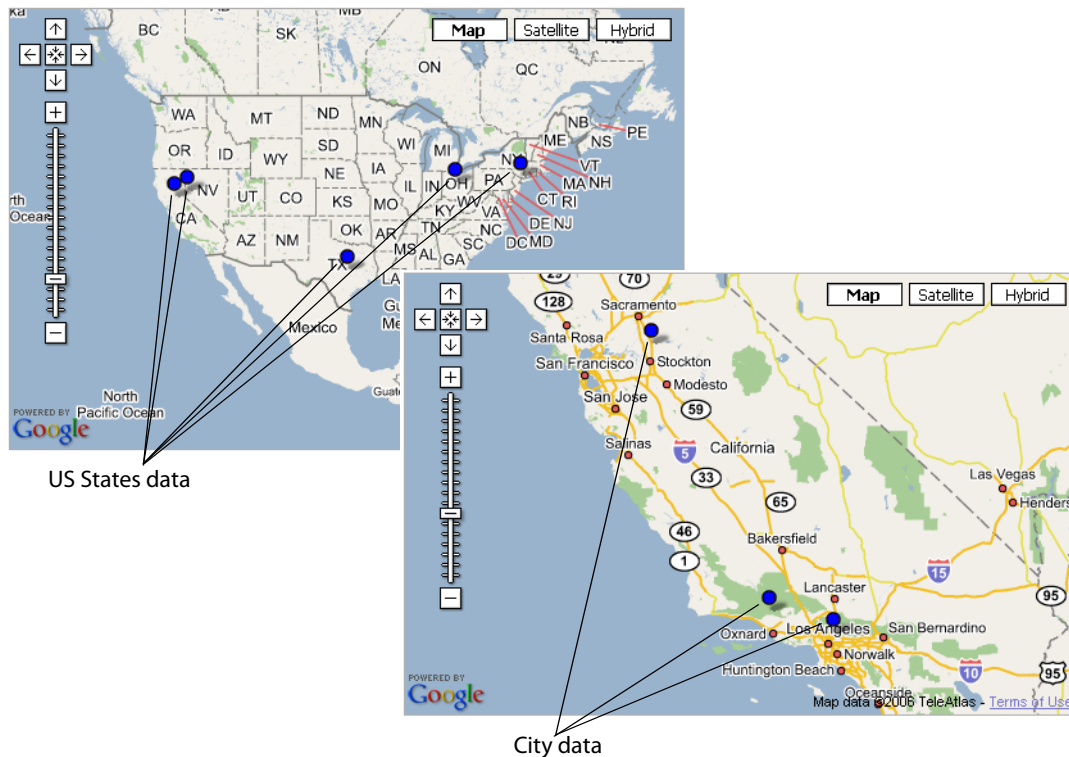 BC
SK
MB
ON
QC
Map
Satellite
Hybrid
WA
MT
ND
MN
NB
PE
OR
ID
SD
WI
MI
ME
NS
WY
NE
IA
NY
VT
NH
NV
UT
CO
KS
MO
IL
IN
OH
PA
MA
CT
RI
CA
WV
KY
VA
DE
NJ
AZ
NM
OK
AR
TN
NC
DC
MD
TX
MS
AL
GA
SC
LA
Mexico
North
Pacific Ocean
POWERED BY
Google
US States data
128
70
Map
Satellite
Hybrid
Sacramento
Santa Rosa
San Francisco
Stockton
Modesto
San Jose
59
Salinas
5
California
33
Las Vegas
Henders
65
46
Bakersfield
1
15
Lancaster
95
Oxnard
Los Angeles
San Bernardino
Norwalk
Huntington Beach
10
95
Oceanside
POWERED BY
Google
Map data ©2006 TeleAtlas - Terms of Use
City data